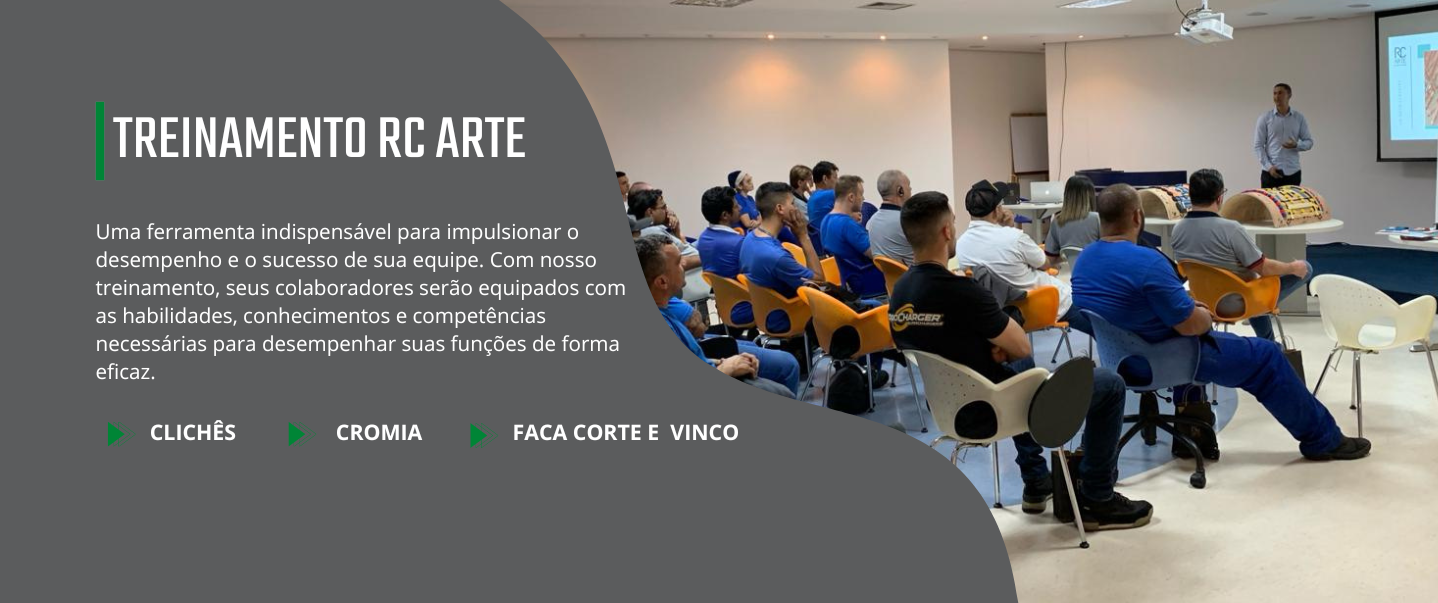 TREINAMENTO RC ARTE
Uma ferramenta indispensável para impulsionar o
desempenho e o sucesso de sua equipe. Com nosso
treinamento, seus colaboradores serão equipados com
as habilidades, conhecimentos e competências
necessárias para desempenhar suas funções de forma
eficaz.
CLICHÊS CROMIA FACA CORTE E VINCO
RC
ARTE